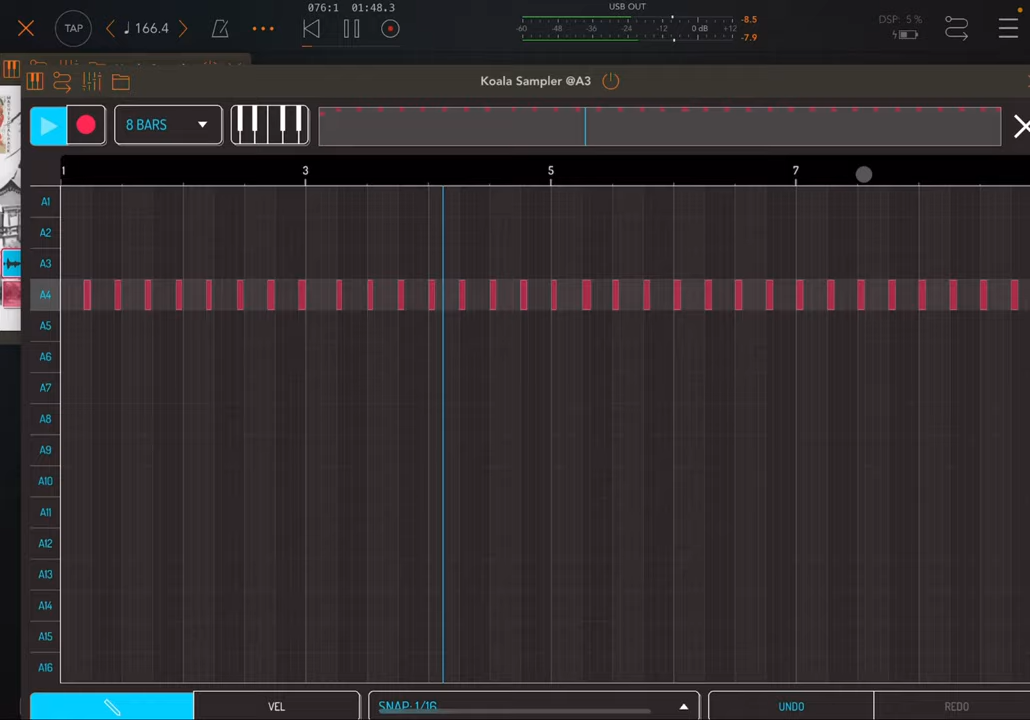 076:1 01:48.3
USB OUT
TAP
166.4
-60 -48 -36 -24 -12 0 dB +12
-8.5
-7.9
DSP: 5 %
Koala Sampler @A3
8 BARS
1 3 5 7
A1
A2
A3
A4
A5
A6
A7
A8
A9
A10
A11
A12
A13
A14
A15
A16
VEL
SNAP: 1/16
UNDO
REDO